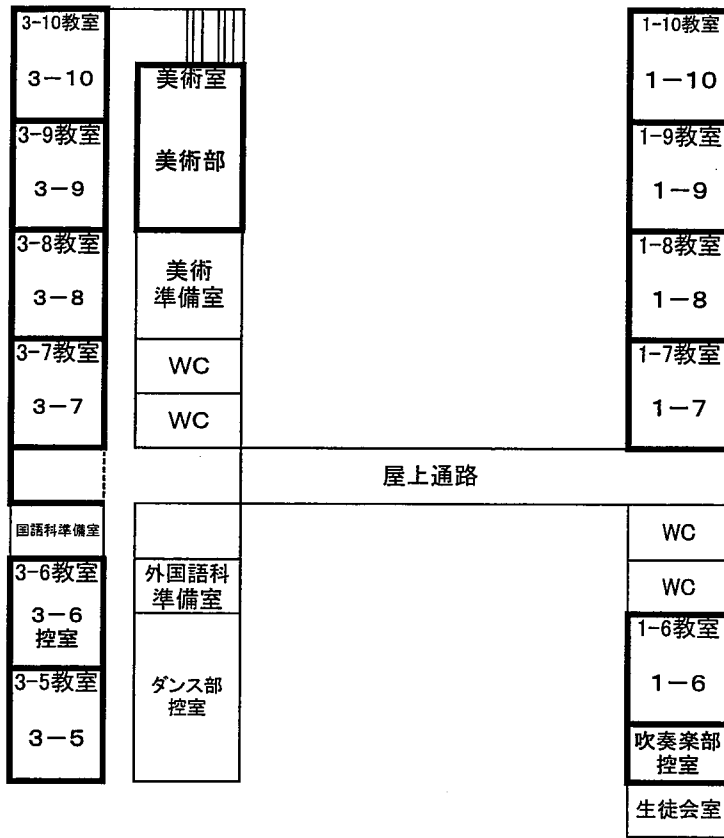 3-10教室
3-10
3-9教室
3-9
3-8教室
3-8
3-7教室
3-7
国語科準備室
3-6教室
3-6
控室
3-5教室
3-5
美術室
美術部
美術
準備室
WC
WC
外国語科
準備室
ダンス部
控室
屋上通路
1-10教室
1-10
1-9教室
1-9
1-8教室
1-8
1-7教室
1-7
WC
WC
1-6教室
1-6
吹奏楽部
控室
生徒会室